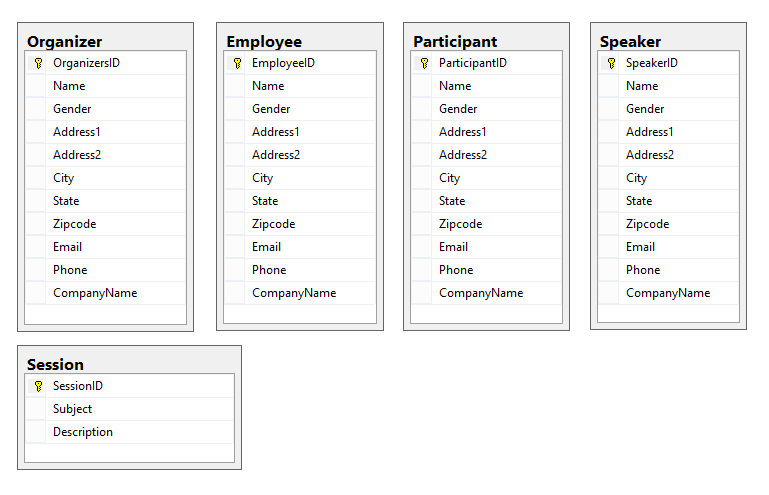 Organizer
OrganizersID
Name
Gender
Address1
Address2
City
State
Zipcode
Email
Phone
CompanyName
Employee
EmployeeID
Name
Gender
Address1
Address2
City
State
Zipcode
Email
Phone
CompanyName
Participant
ParticipantID
Name
Gender
Address1
Address2
City
State
Zipcode
Email
Phone
CompanyName
Speaker
SpeakerID
Name
Gender
Address1
Address2
City
State
Zipcode
Email
Phone
CompanyName
Session
SessionID
Subject
Description